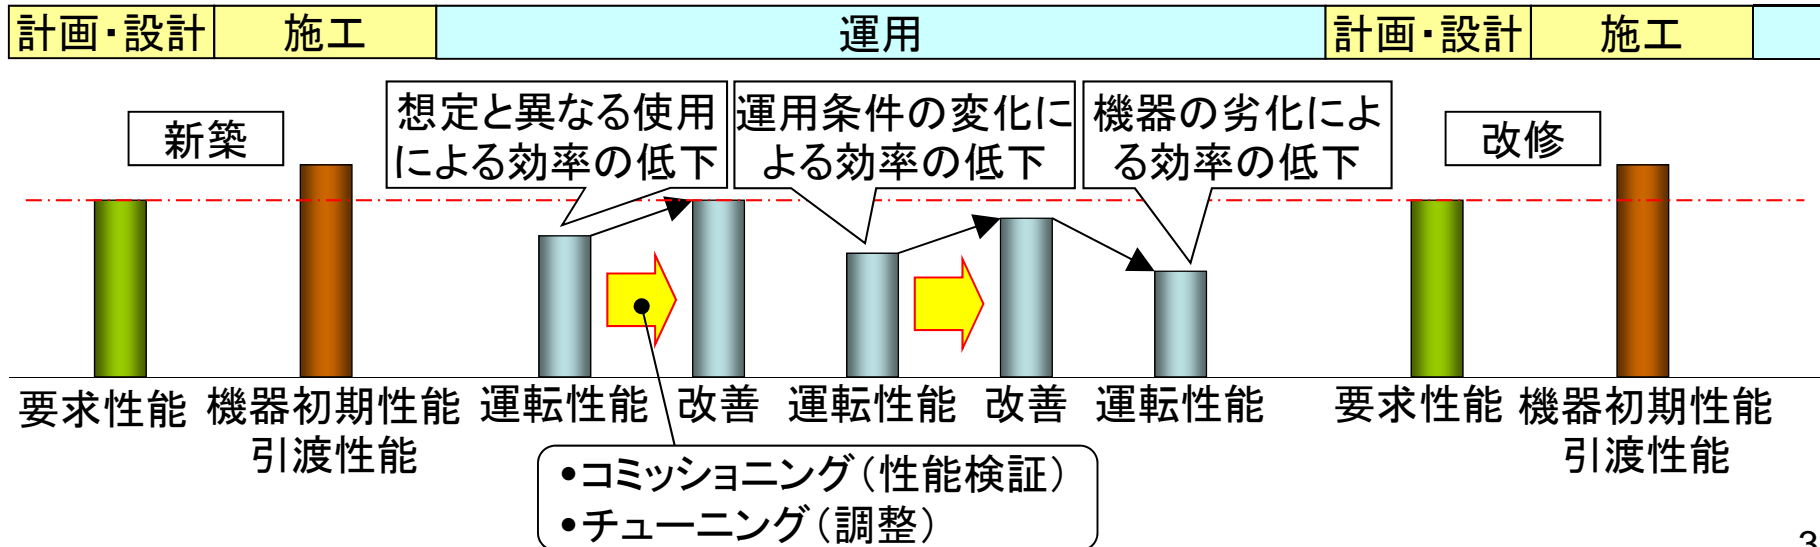 計画・設計
施工
運用
計画・設計
施工
新築
想定と異なる使用
による効率の低下
運用条件の変化に
よる効率の低下
機器の劣化によ
る効率の低下
改修
要求性能
機器初期性能
引渡性能
運転性能
改善
運転性能
改善
運転性能
要求性能
機器初期性能
引渡性能
•コミッショニング（性能検証）
•チューニング（調整）
3